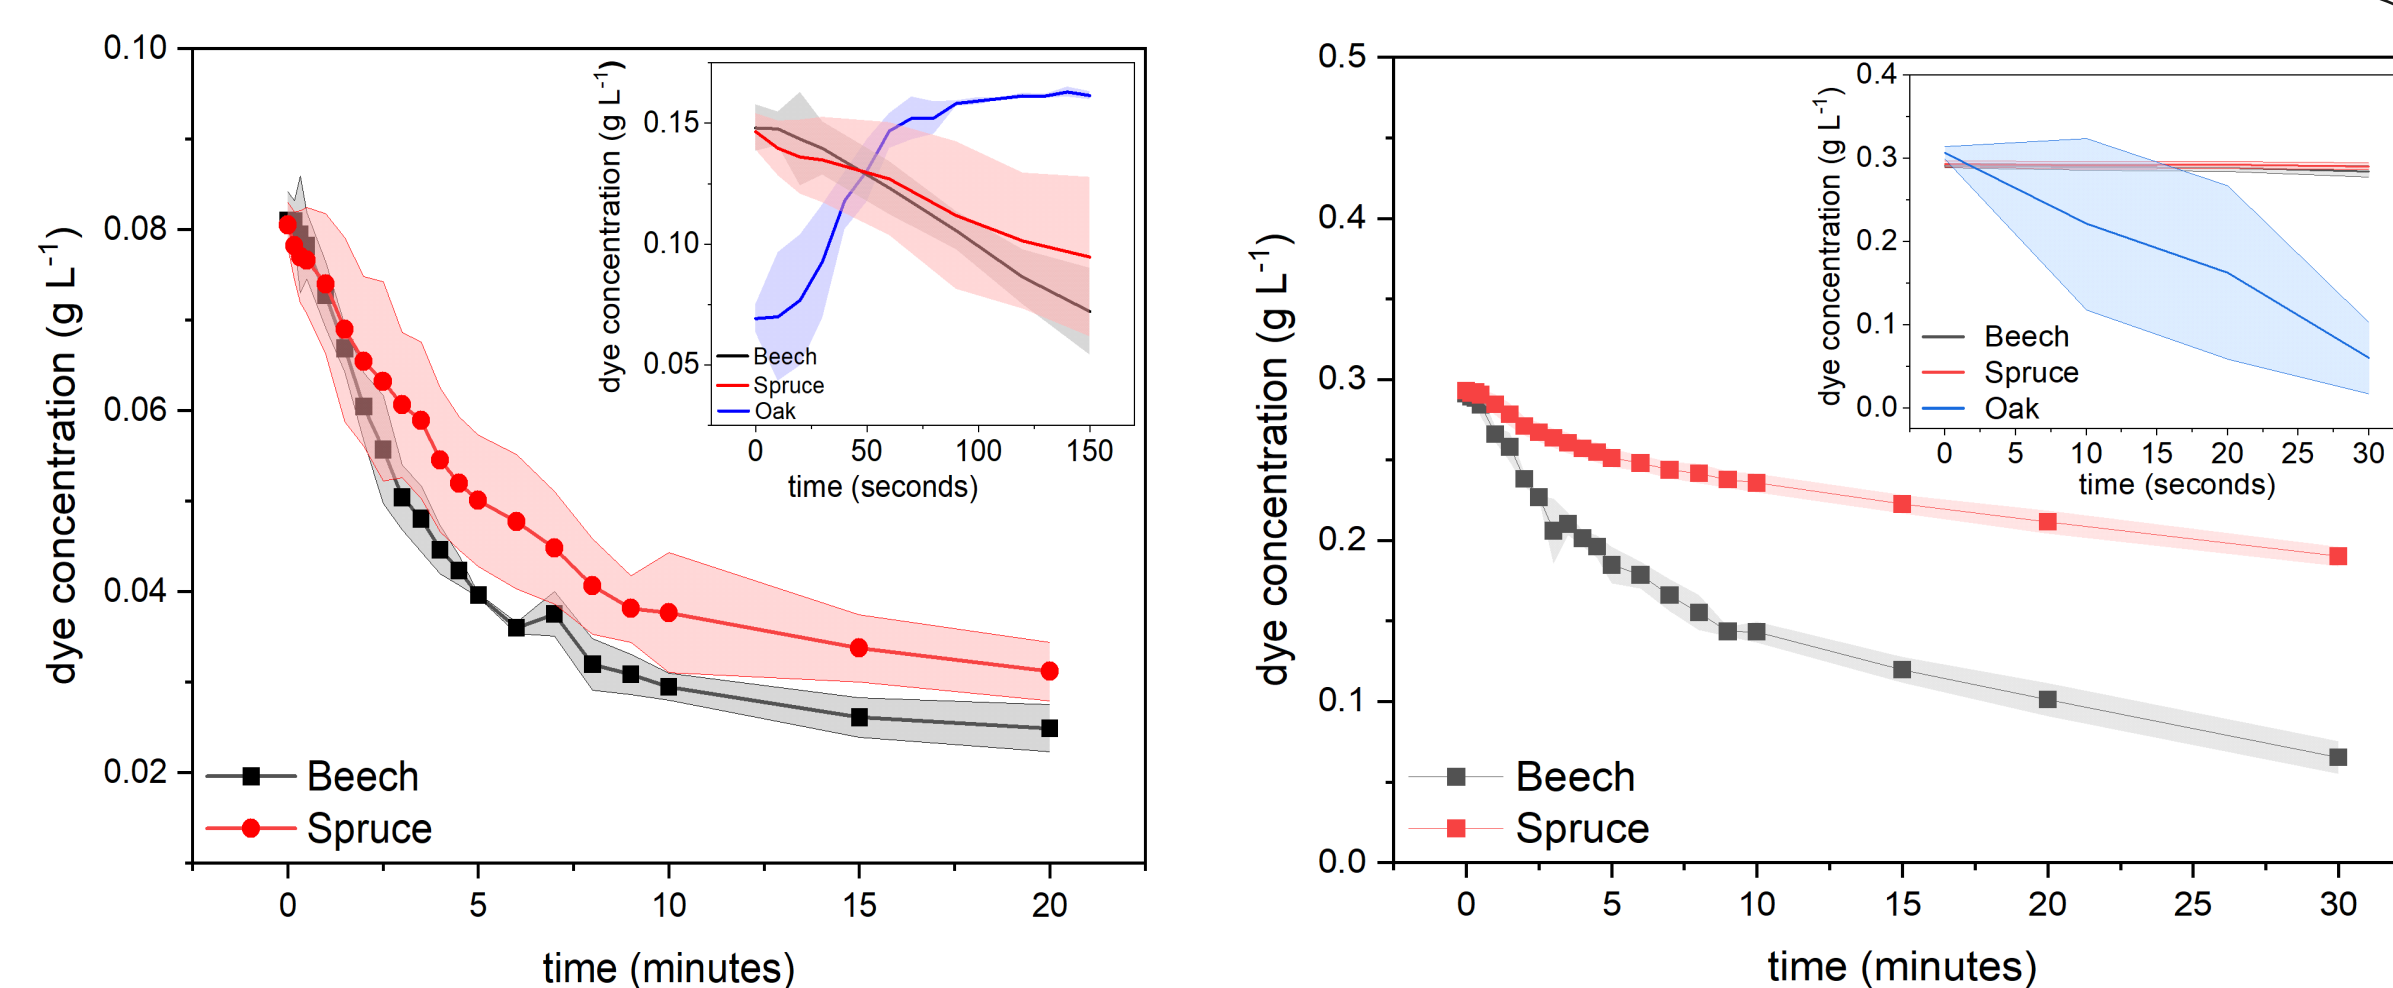 0.10
0.08
0.06
0.04
0.02
dye concentration (g L-1)
0 5 10 15 20
time (minutes)
Beech
Spruce
0.15
0.10
0.05
dye concentration (g L-1)
Beech
Spruce
Oak
0 50 100 150
time (seconds)
0.5
0.4
0.3
0.2
0.1
0.0
dye concentration (g L-1)
0 5 10 15 20 25 30
time (minutes)
Beech
Spruce
0.4
0.3
0.2
0.1
0.0
dye concentration (g L-1)
Beech
Spruce
Oak
0 5 10 15 20 25 30
time (seconds)